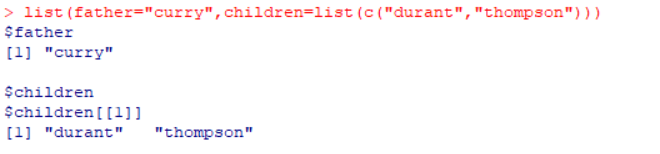 > list(father="curry",children=list(c("durant","thompson")))
$father
[1] "curry"

$children
$children[[1]]
[1] "durant"   "thompson"